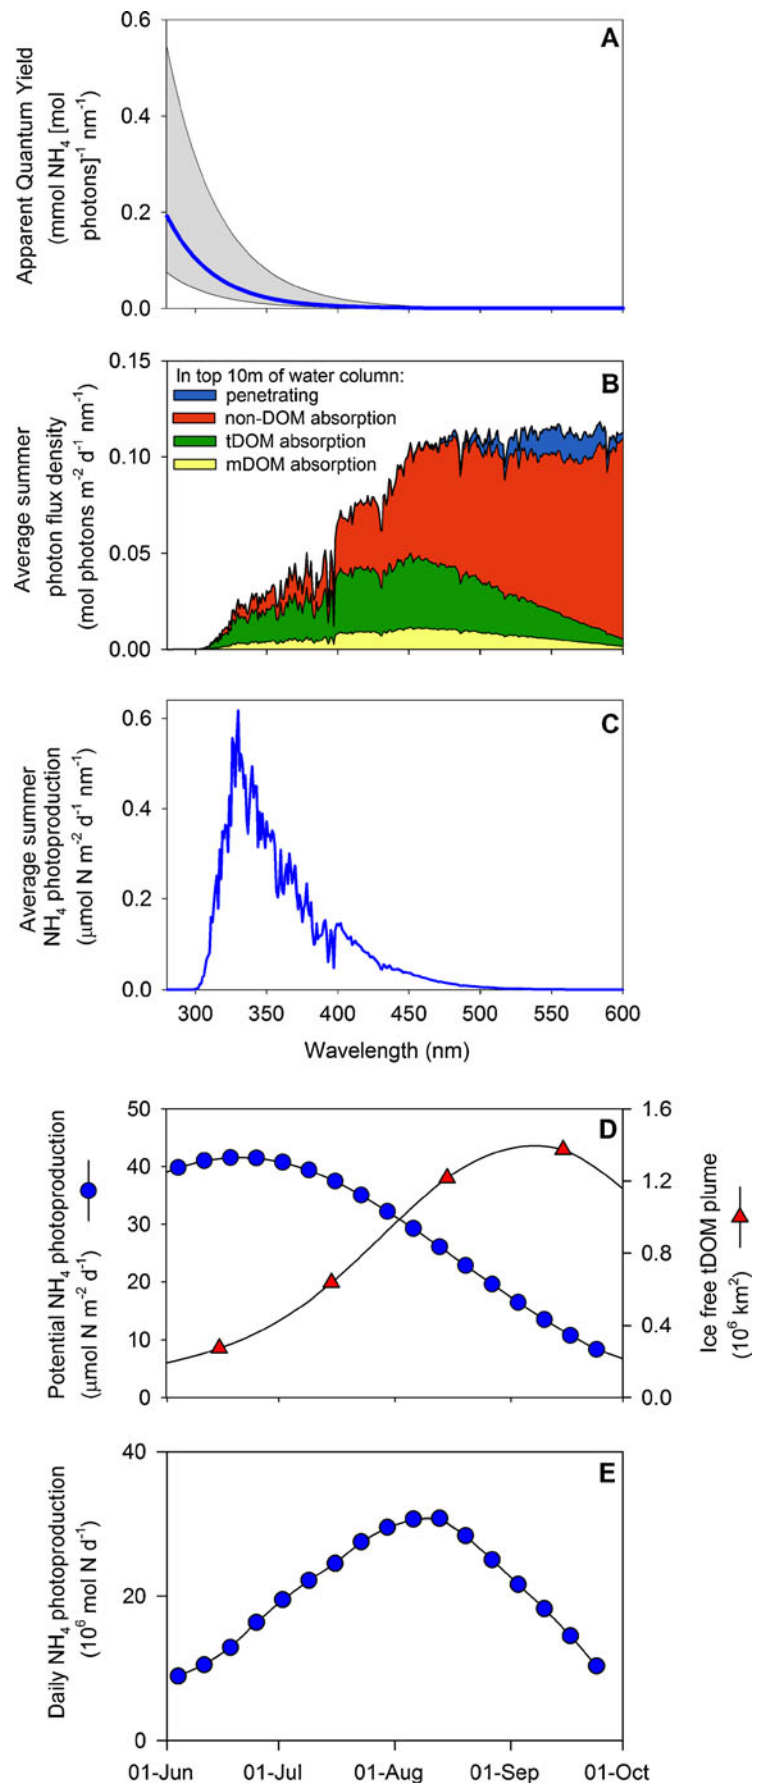 A
0.6
0.4
0.2
0.0
Apparent Quantum Yield
(mmol NH4 [mol
photons]-1 nm-1)
B
0.15
0.10
0.05
0.00
Average summer
photon flux density
(mol photons m-2 d-1 nm-1)
In top 10m of water column:
penetrating
non-DOM absorption
tDOM absorption
mDOM absorption
C
0.6
0.4
0.2
0.0
Average summer
NH4 photoproduction
(µmol N m-2 d-1 nm-1)
300 350 400 450 500 550 600
Wavelength (nm)
D
50
40
30
20
10
0
Potential NH4 photoproduction
(µmol N m-2 d-1)
1.6
1.2
0.8
0.4
0.0
Ice free tDOM plume
(10^6 km2)
E
40
20
0
Daily NH4 photoproduction
(10^6 mol N d-1)
01-Jun 01-Jul 01-Aug 01-Sep 01-Oct